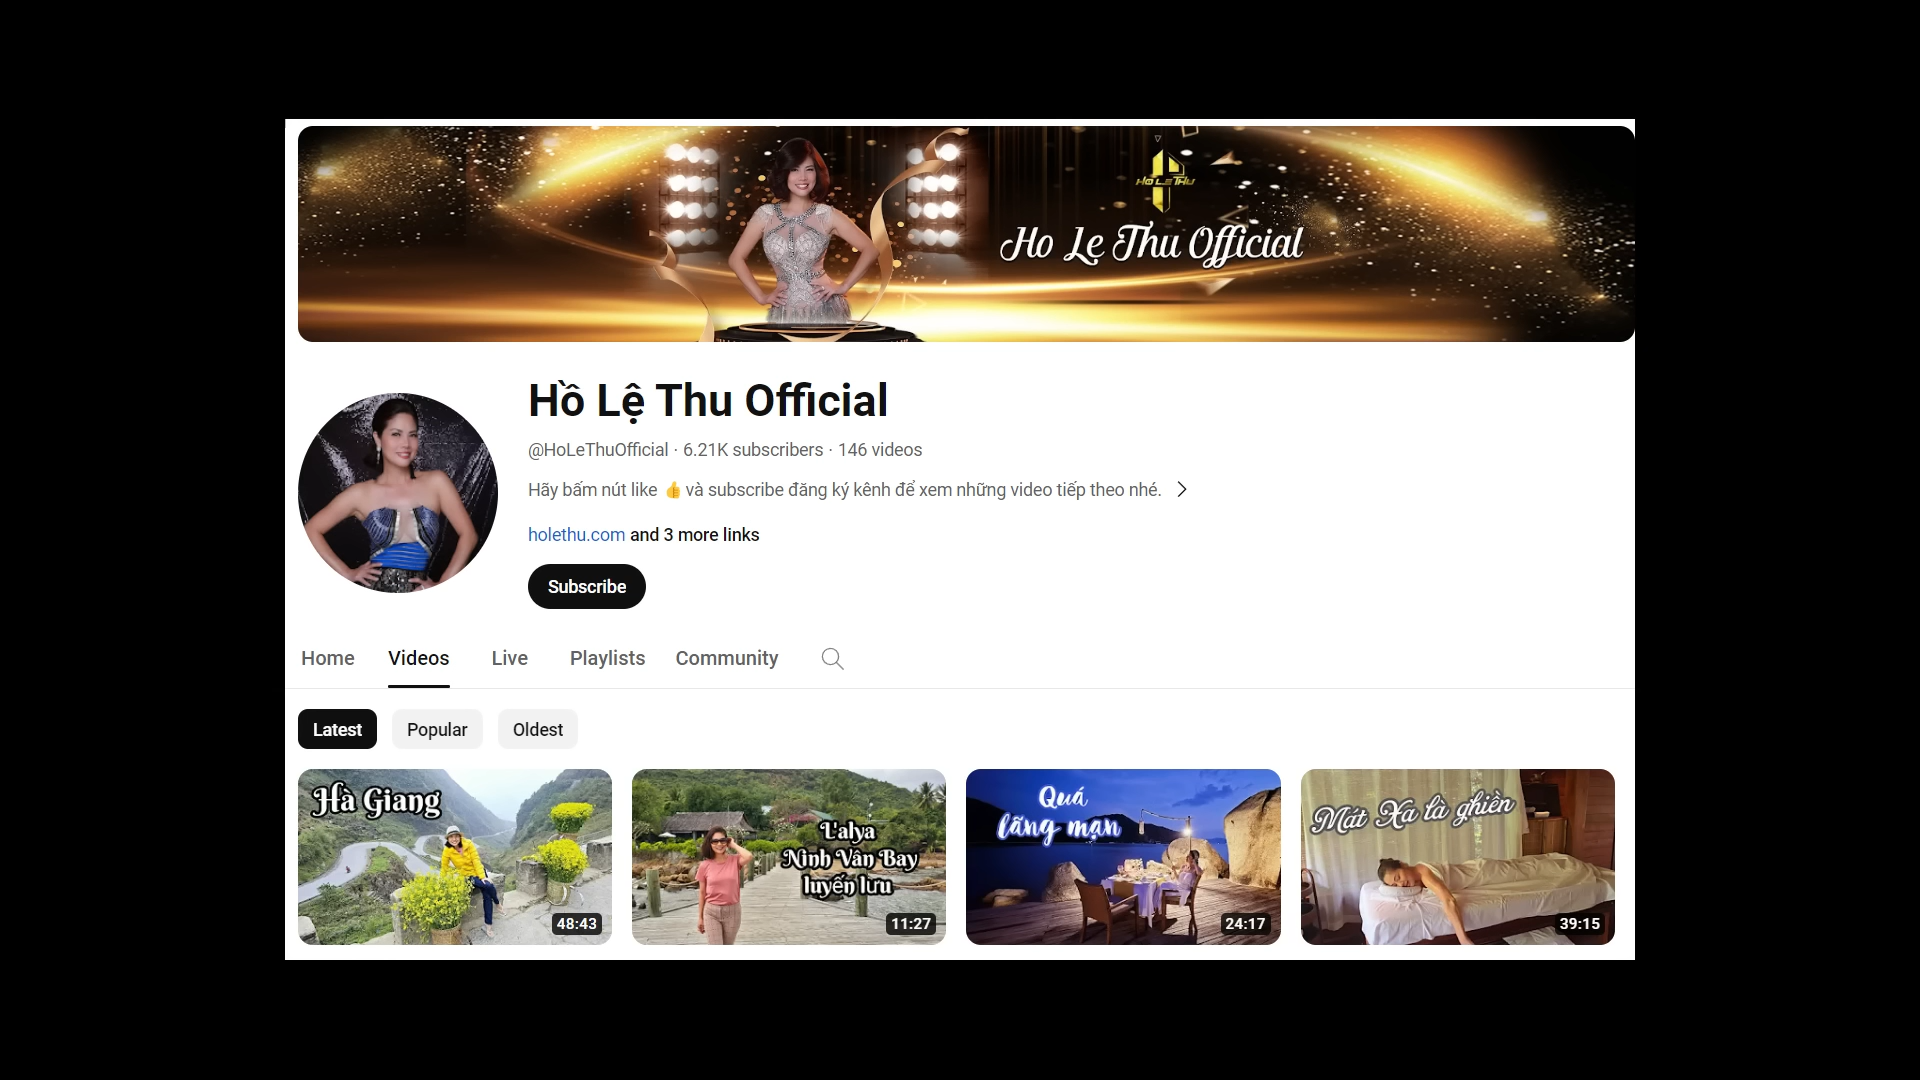 HO LE THU
Ho Le Thu Official
Hồ Lệ Thu Official
@HoLeThuOfficial · 6.21K subscribers · 146 videos
Hãy bấm nút like 👍 và subscribe đăng ký kênh để xem những video tiếp theo nhé.
holethu.com and 3 more links
Subscribe
Home Videos Live Playlists Community
Latest Popular Oldest
Hà Giang
48:43
L'alya
Ninh Vân Bay
luyến lưu
11:27
Quá
lãng mạn
24:17
Mát Xa là ghiền
39:15